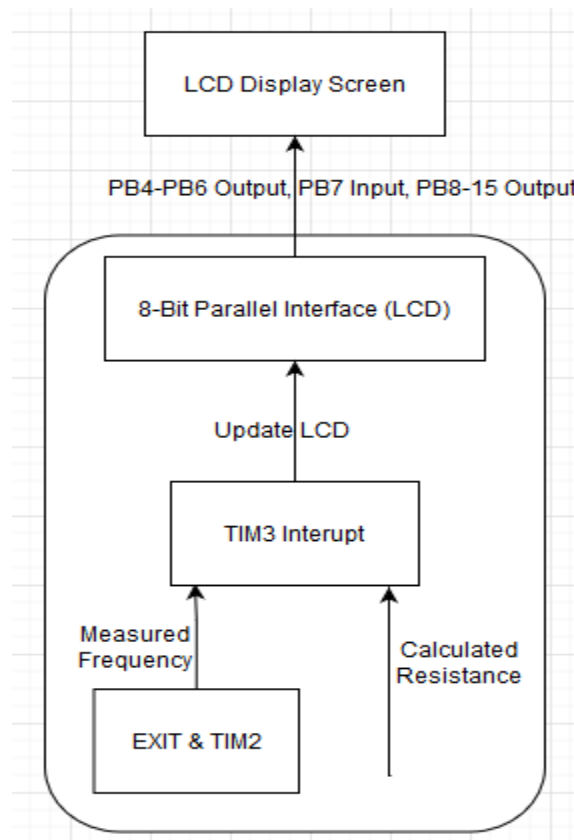 LCD Display Screen
PB4-PB6 Output, PB7 Input, PB8-15 Output
8-Bit Parallel Interface (LCD)
Update LCD
TIM3 Interupt
Measured
Frequency
Calculated
Resistance
EXIT & TIM2